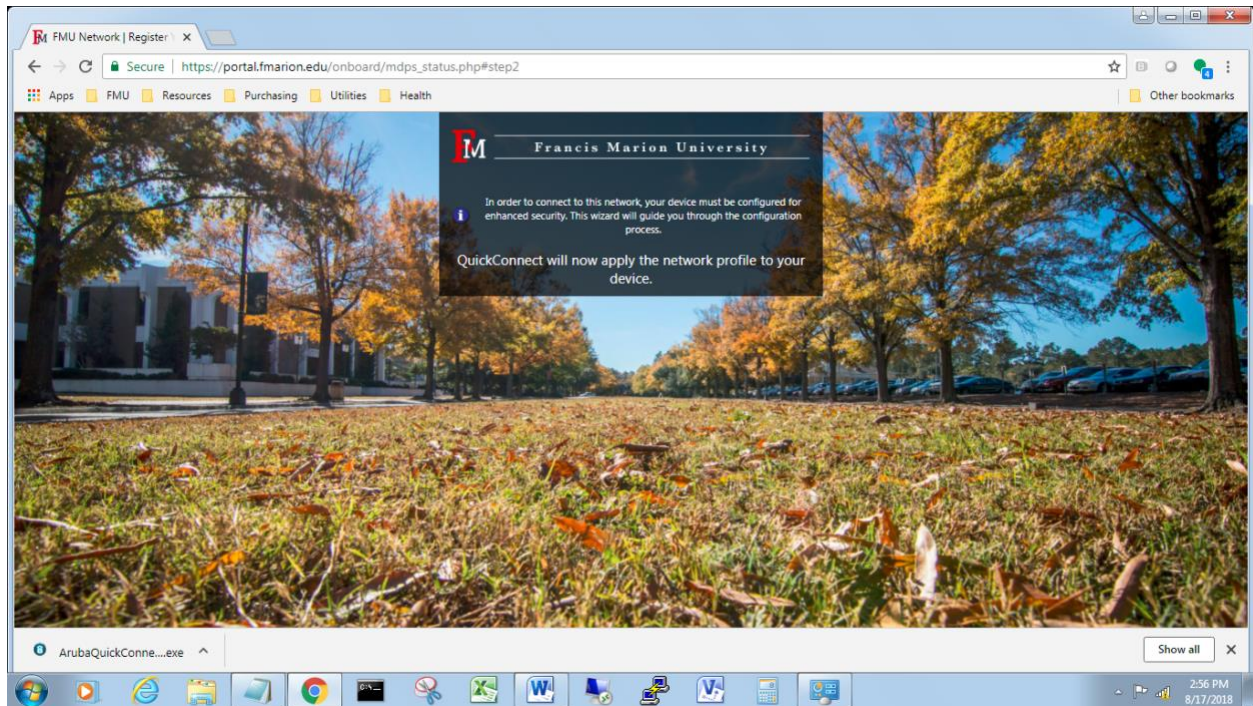 FMU Network | Register Y
Secure | https://portal.fmarion.edu/onboard/mdps_status.php#step2
4
Apps FMU Resources Purchasing Utilities Health Other bookmarks
FM Francis Marion University
In order to connect to this network, your device must be configured for
enhanced security. This wizard will guide you through the configuration
process.
QuickConnect will now apply the network profile to your
device.
ArubaQuickConne....exe Show all
2:56 PM
8/17/2018